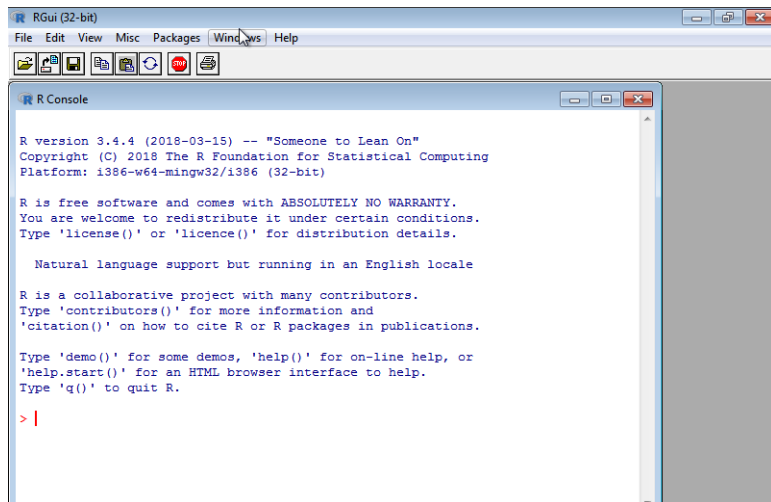 RGui (32-bit)
File Edit View Misc Packages Windows Help
STOP
R Console
R version 3.4.4 (2018-03-15) -- "Someone to Lean On"
Copyright (C) 2018 The R Foundation for Statistical Computing
Platform: i386-w64-mingw32/i386 (32-bit)
R is free software and comes with ABSOLUTELY NO WARRANTY.
You are welcome to redistribute it under certain conditions.
Type 'license()' or 'licence()' for distribution details.
Natural language support but running in an English locale
R is a collaborative project with many contributors.
Type 'contributors()' for more information and
'citation()' on how to cite R or R packages in publications.
Type 'demo()' for some demos, 'help()' for on-line help, or
'help.start()' for an HTML browser interface to help.
Type 'q()' to quit R.
>